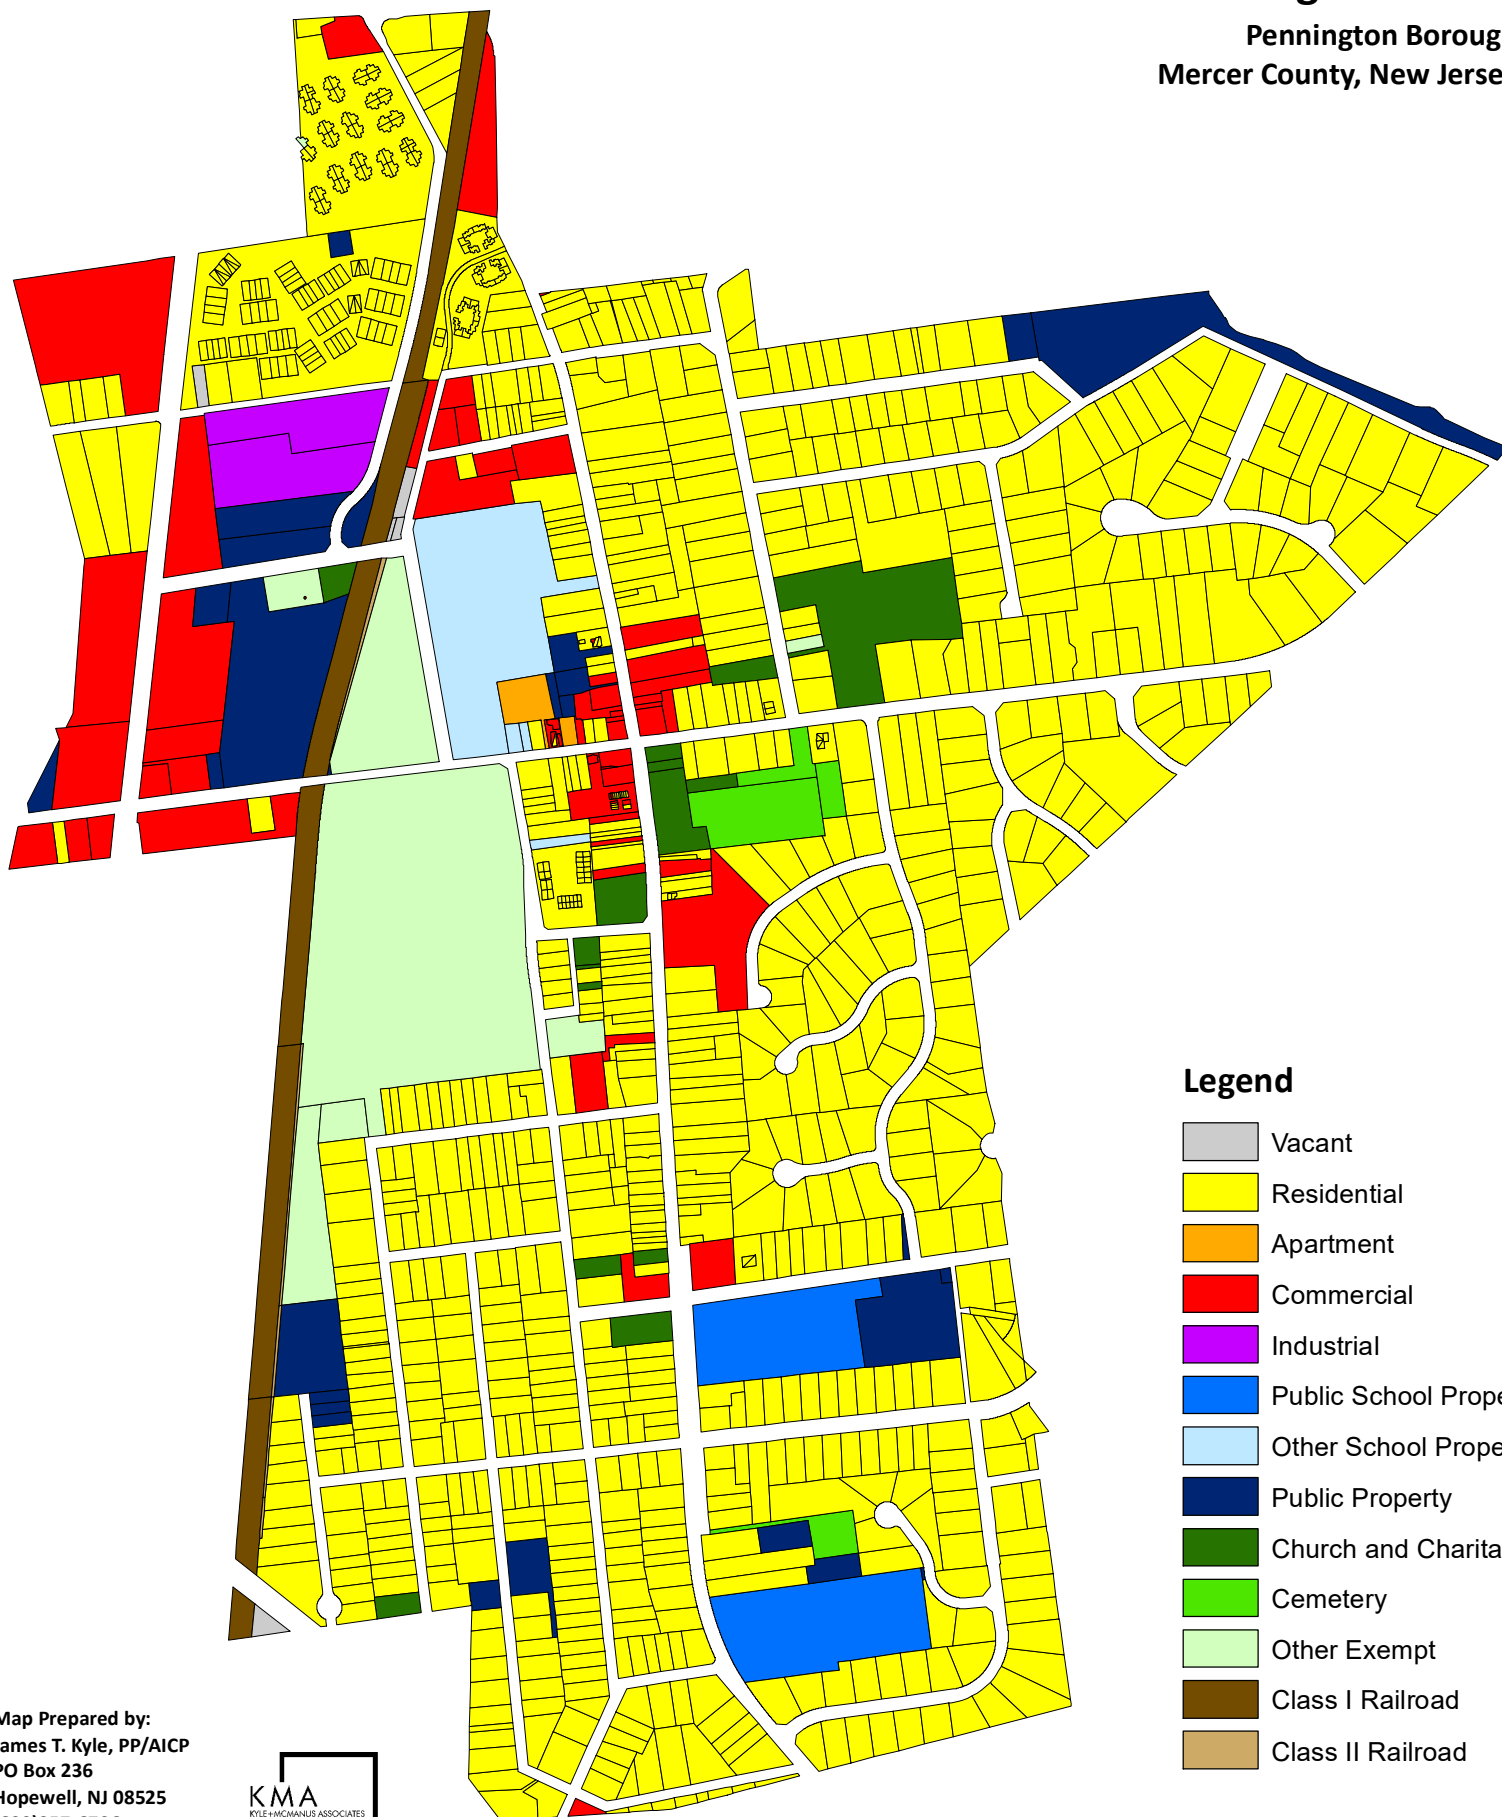 Pennington Boroug
Mercer County, New Jerse
Legend
Vacant
Residential
Apartment
Commercial
Industrial
Public School Prope
Other School Prope
Public Property
Church and Charita
Cemetery
Other Exempt
Class I Railroad
Class II Railroad
Map Prepared by:
James T. Kyle, PP/AICP
PO Box 236
Hopewell, NJ 08525
KMA
KYLE+MCMANUS ASSOCIATES